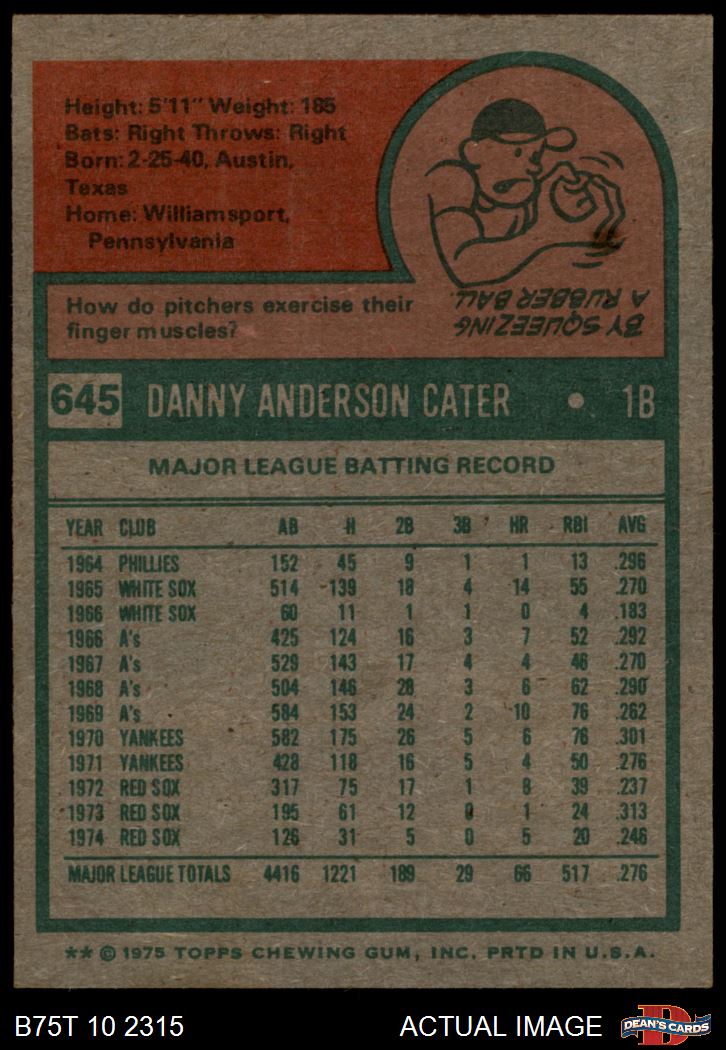 Height: 5'11" Weight: 185
Bats: Right Throws: Right
Born: 2-25-40, Austin,
Texas
Home: Williamsport,
Pennsylvania
How do pitchers exercise their
finger muscles?
BY SQUEEZING
A RUBBER BALL.
645 DANNY ANDERSON CATER • 1B
MAJOR LEAGUE BATTING RECORD
YEAR CLUB AB H 2B 3B HR RBI AVG
1964 PHILLIES 152 45 9 1 1 13 .296
1965 WHITE SOX 514 139 18 4 14 55 .270
1966 WHITE SOX 60 11 1 1 0 4 .183
1966 A's 425 124 16 3 7 52 .292
1967 A's 529 143 17 4 4 46 .270
1968 A's 504 146 28 3 6 62 .290
1969 A's 584 153 24 2 10 76 .262
1970 YANKEES 582 175 26 5 6 76 .301
1971 YANKEES 428 118 16 5 4 50 .276
1972 RED SOX 317 75 17 1 8 39 .237
1973 RED SOX 195 61 12 0 1 24 .313
1974 RED SOX 126 31 5 0 5 20 .246
MAJOR LEAGUE TOTALS 4416 1221 189 29 66 517 .276
** © 1975 TOPPS CHEWING GUM, INC. PRTD IN U.S.A.
B75T 10 2315 ACTUAL IMAGE
D
DEAN'S CARDS